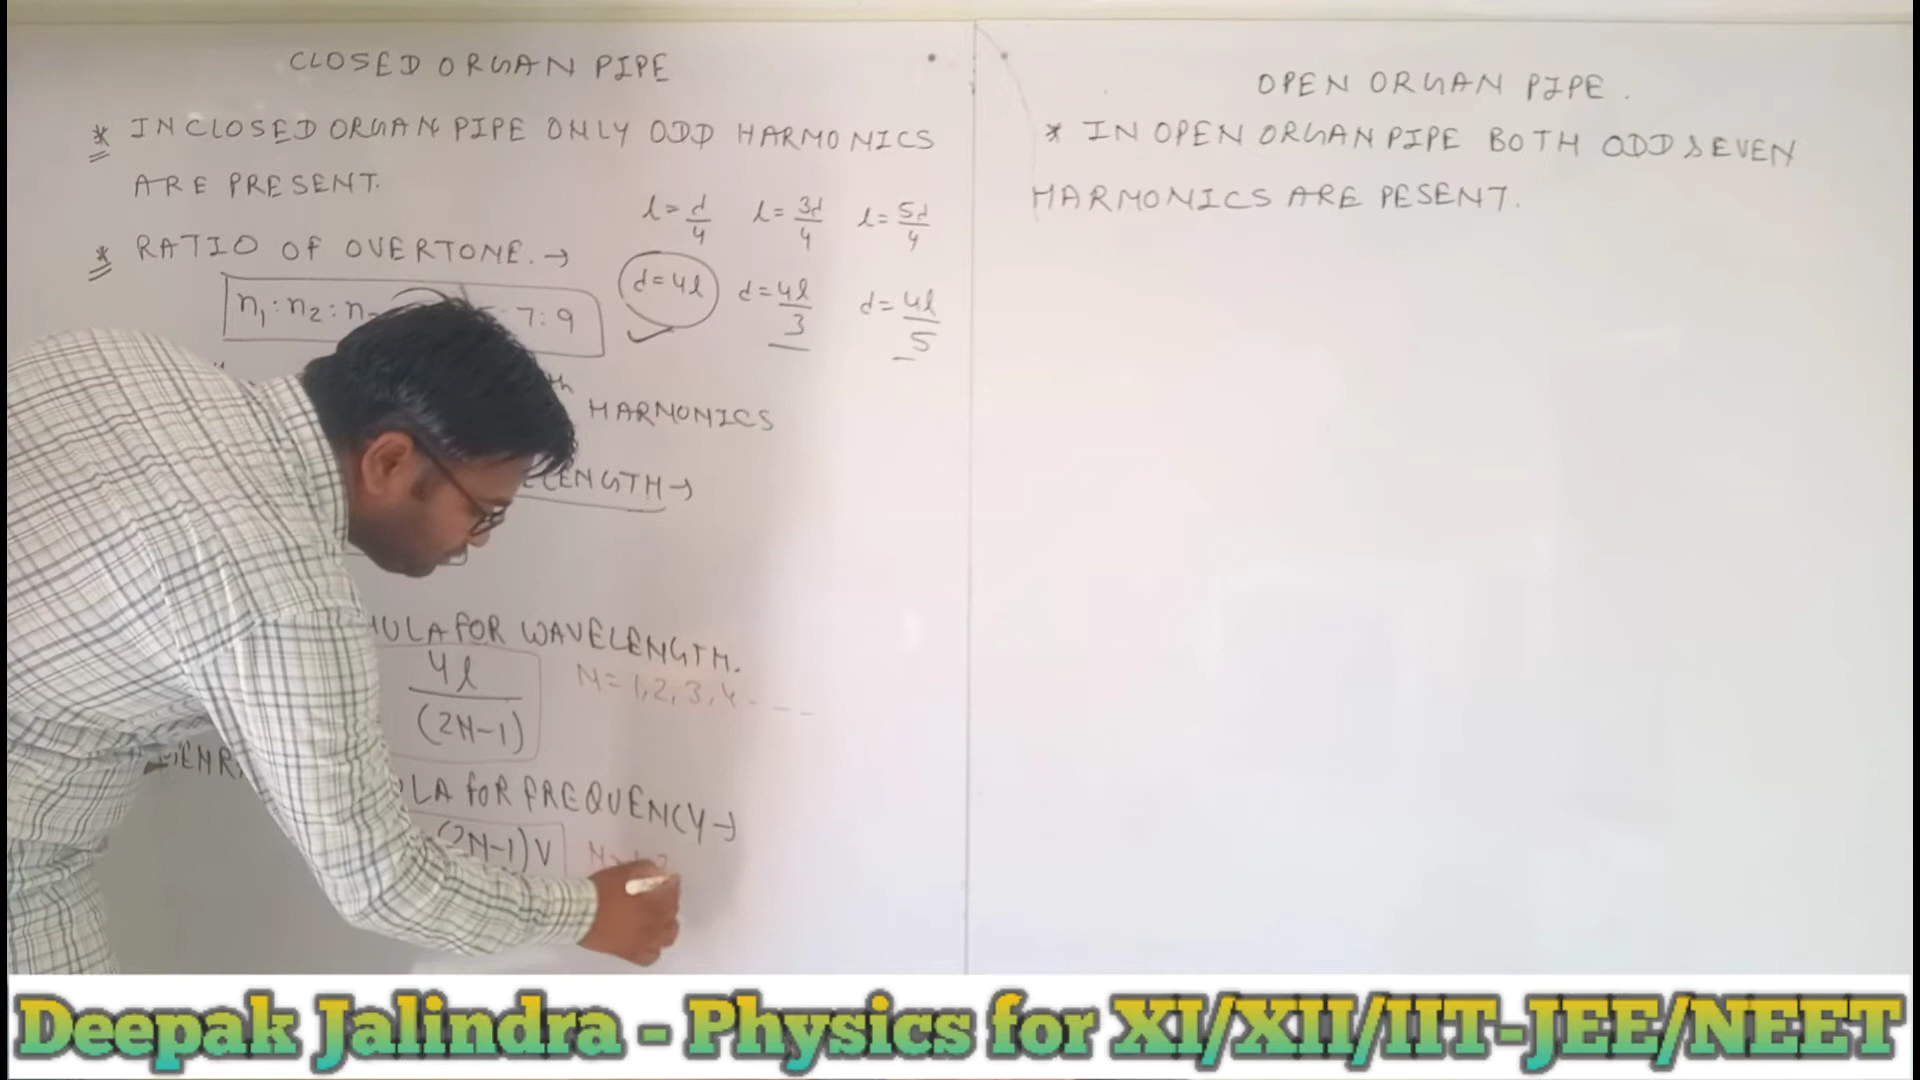 CLOSED ORGAN PIPE
* IN CLOSED ORGAN PIPE ONLY ODD HARMONICS
ARE PRESENT.
l = λ/4 l = 3λ/4 l = 5λ/4
* RATIO OF OVERTONE. →
λ = 4l λ = 4l/3 λ = 4l/5
n₁ : n₂ : 7 : 9
th
HARMONICS
FOR WAVELENGTH.
4l/(2N-1) N = 1, 2, 3, 4 - - - -
FOR FREQUENCY →
(2N-1) V
OPEN ORGAN PIPE.
* IN OPEN ORGAN PIPE BOTH ODD & EVEN
HARMONICS ARE PESENT.
Deepak Jalindra - Physics for XI/XII/IIT-JEE/NEET